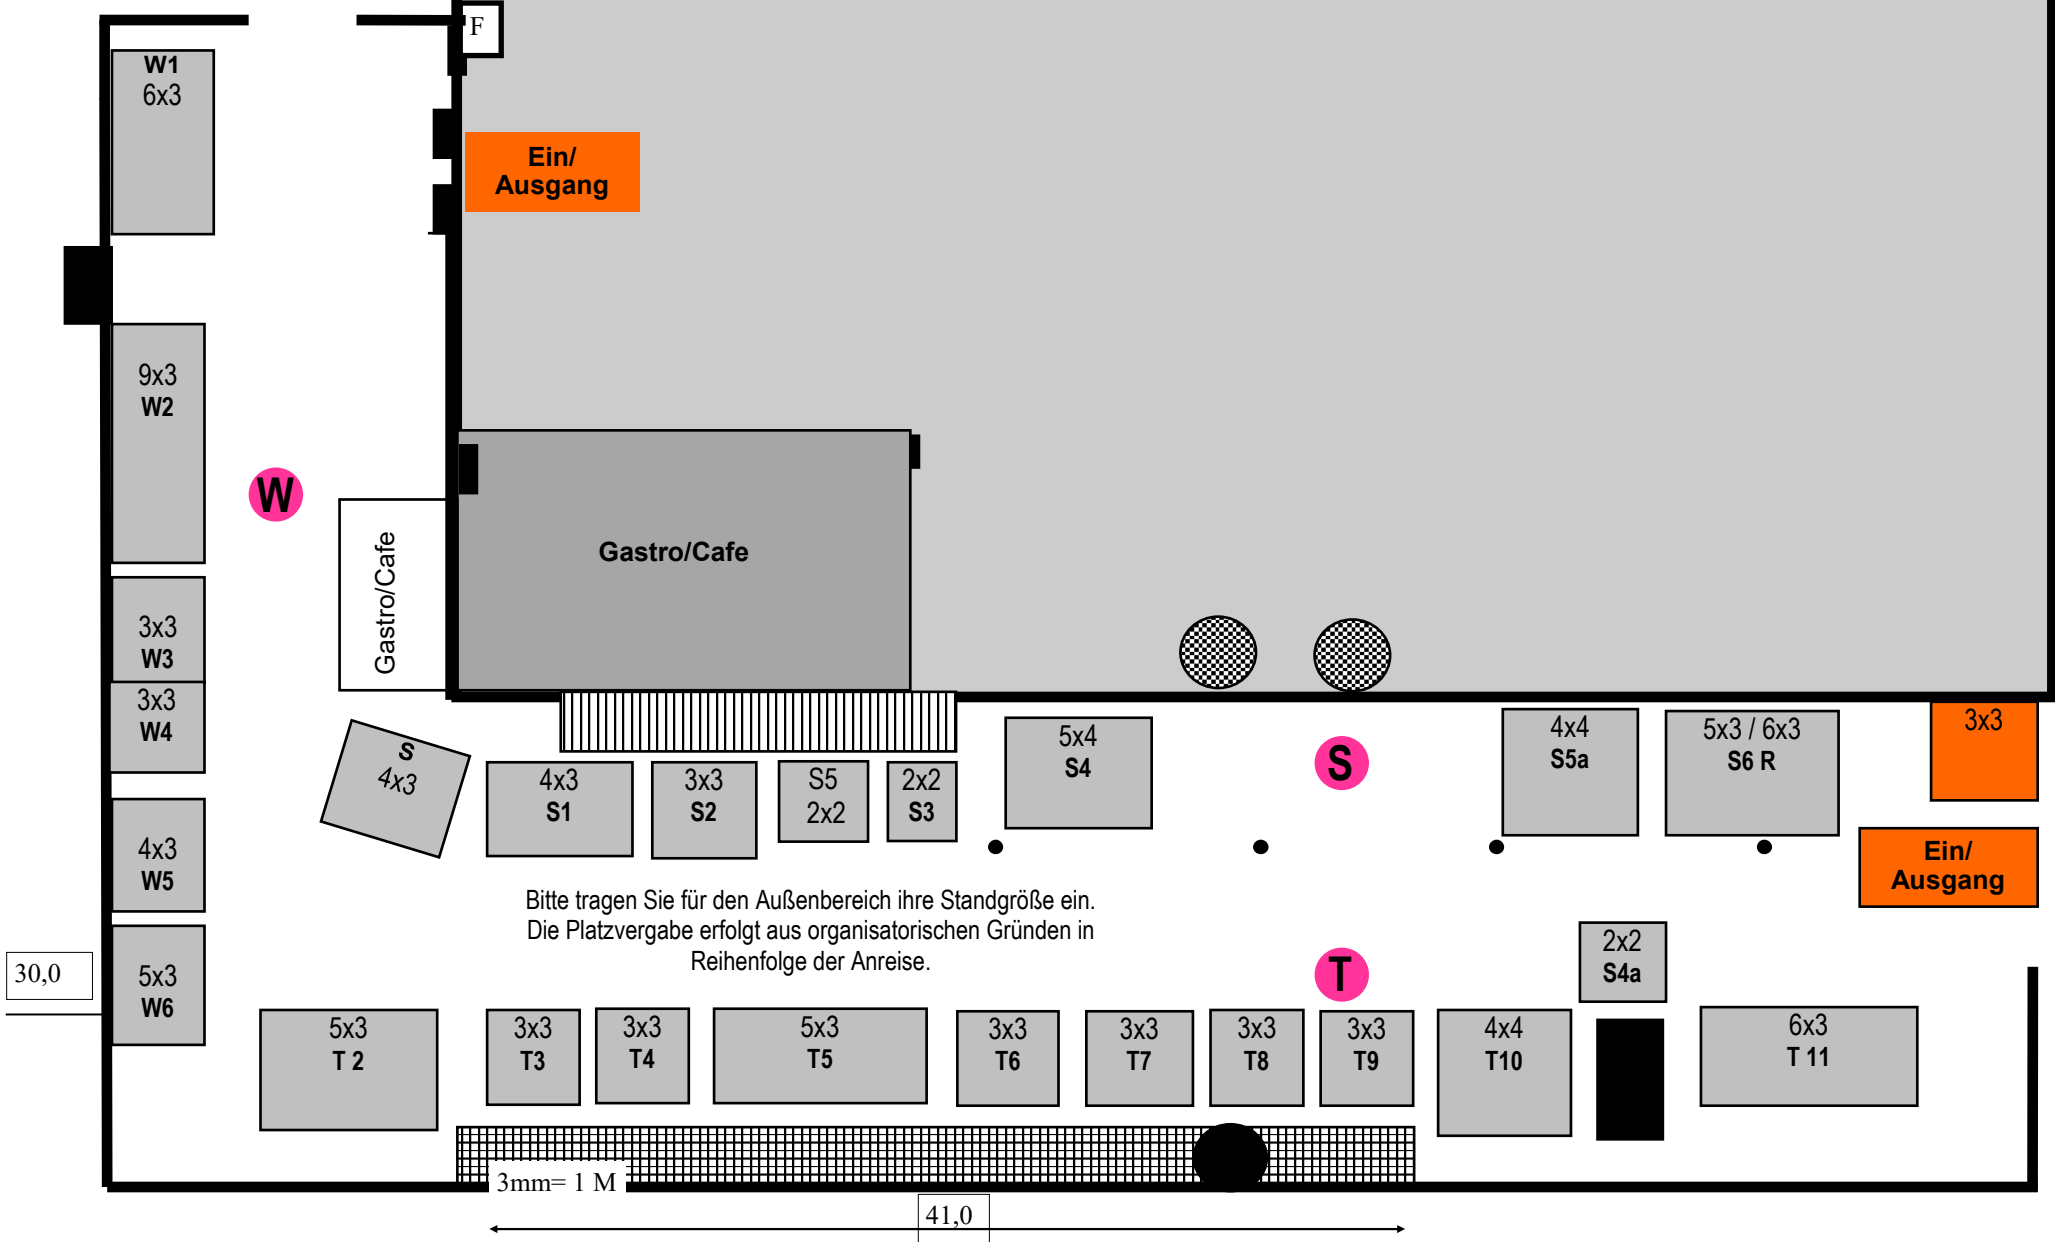 F
W1
6x3
Ein/
Ausgang
9x3
W2
W
Gastro/Cafe
Gastro/Cafe
3x3
W3
3x3
W4
S
4x3
4x3
S1
3x3
S2
S5
2x2
2x2
S3
5x4
S4
S
4x4
S5a
5x3 / 6x3
S6 R
3x3
4x3
W5
Ein/
Ausgang
Bitte tragen Sie für den Außenbereich ihre Standgröße ein.
Die Platzvergabe erfolgt aus organisatorischen Gründen in
Reihenfolge der Anreise.
30,0
5x3
W6
T
2x2
S4a
5x3
T 2
3x3
T3
3x3
T4
5x3
T5
3x3
T6
3x3
T7
3x3
T8
3x3
T9
4x4
T10
6x3
T 11
3mm= 1 M
41,0